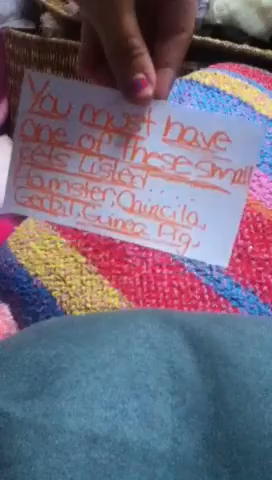 You must have
one of these small
pets Listed
Hamster, Chincila,
Gerbil, Guinea Pig,